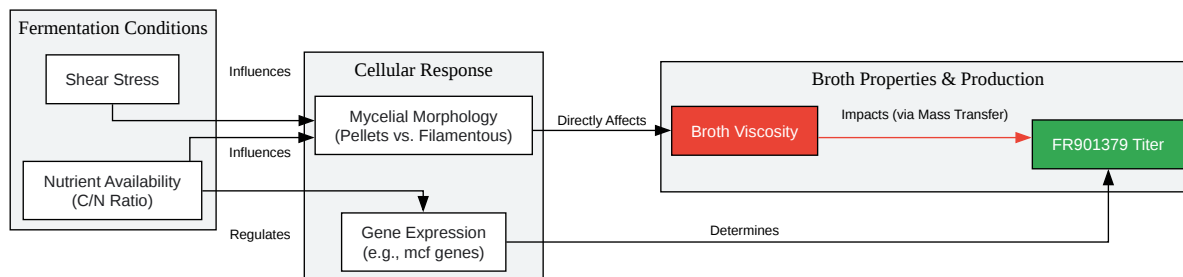 Fermentation Conditions
Shear Stress
Nutrient Availability
(C/N Ratio)
Influences
Influences
Regulates
Cellular Response
Mycelial Morphology
(Pellets vs. Filamentous)
Gene Expression
(e.g., mcf genes)
Directly Affects
Determines
Broth Properties & Production
Broth Viscosity
Impacts (via Mass Transfer)
FR901379 Titer